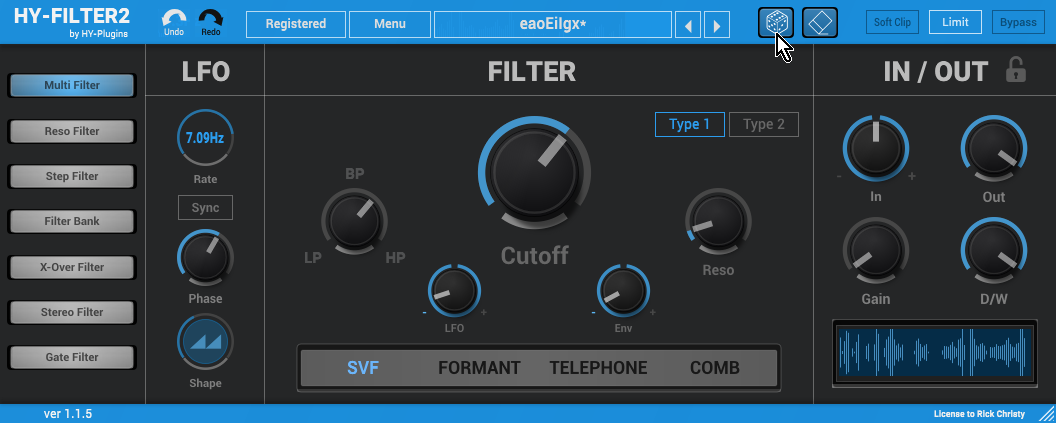 HY-FILTER2
by HY-Plugins
Undo
Redo
Registered
Menu
eaoEilgx*
Soft Clip
Limit
Bypass
Multi Filter
Reso Filter
Step Filter
Filter Bank
X-Over Filter
Stereo Filter
Gate Filter
LFO
7.09Hz
Rate
Sync
Phase
Shape
FILTER
Type 1
Type 2
BP
LP
HP
Cutoff
Reso
-
+
LFO
-
+
Env
SVF
FORMANT
TELEPHONE
COMB
IN / OUT
-
+
In
Out
Gain
D/W
ver 1.1.5
License to Rick Christy